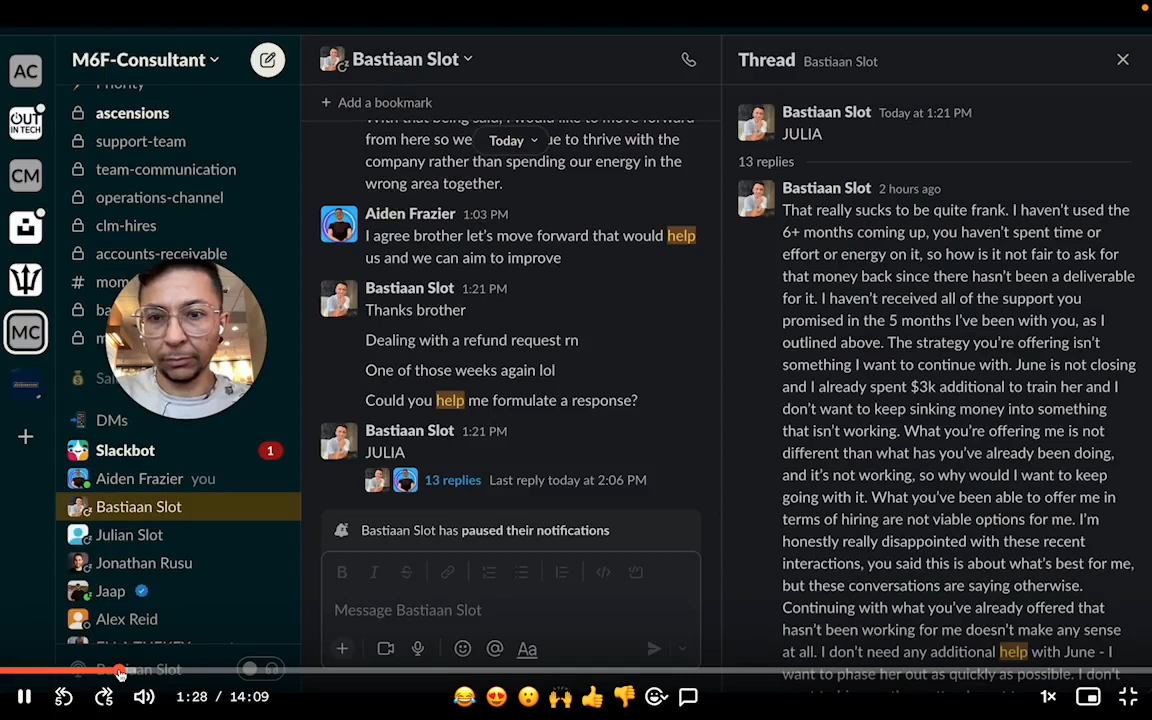 AC
OUT
IN TECH
CM
MC
M6F-Consultant
Priority
ascensions
support-team
team-communication
operations-channel
clm-hires
accounts-receivable
mom
ba
m
Sal
DMs
Slackbot
1
Aiden Frazier you
Bastiaan Slot
Julian Slot
Jonathan Rusu
Jaap
Alex Reid
Bastiaan Slot
Bastiaan Slot
Add a bookmark
With that being said, I would like to move forward
from here so we
ue to thrive with the
Today
company rather than spending our energy in the
wrong area together.
Aiden Frazier 1:03 PM
I agree brother let's move forward that would help
us and we can aim to improve
Bastiaan Slot 1:21 PM
Thanks brother
Dealing with a refund request rn
One of those weeks again lol
Could you help me formulate a response?
Bastiaan Slot 1:21 PM
JULIA
13 replies Last reply today at 2:06 PM
Bastiaan Slot has paused their notifications
Message Bastiaan Slot
Aa
Thread Bastiaan Slot
Bastiaan Slot Today at 1:21 PM
JULIA
13 replies
Bastiaan Slot 2 hours ago
That really sucks to be quite frank. I haven't used the
6+ months coming up, you haven't spent time or
effort or energy on it, so how is it not fair to ask for
that money back since there hasn't been a deliverable
for it. I haven't received all of the support you
promised in the 5 months I've been with you, as I
outlined above. The strategy you're offering isn't
something I want to continue with. June is not closing
and I already spent $3k additional to train her and I
don't want to keep sinking money into something
that isn't working. What you're offering me is not
different than what has you've already been doing,
and it's not working, so why would I want to keep
going with it. What you've been able to offer me in
terms of hiring are not viable options for me. I'm
honestly really disappointed with these recent
interactions, you said this is about what's best for me,
but these conversations are saying otherwise.
Continuing with what you've already offered that
hasn't been working for me doesn't make any sense
at all. I don't need any additional help with June - I
want to phase her out as quickly as possible. I don't
1:28 / 14:09
1×